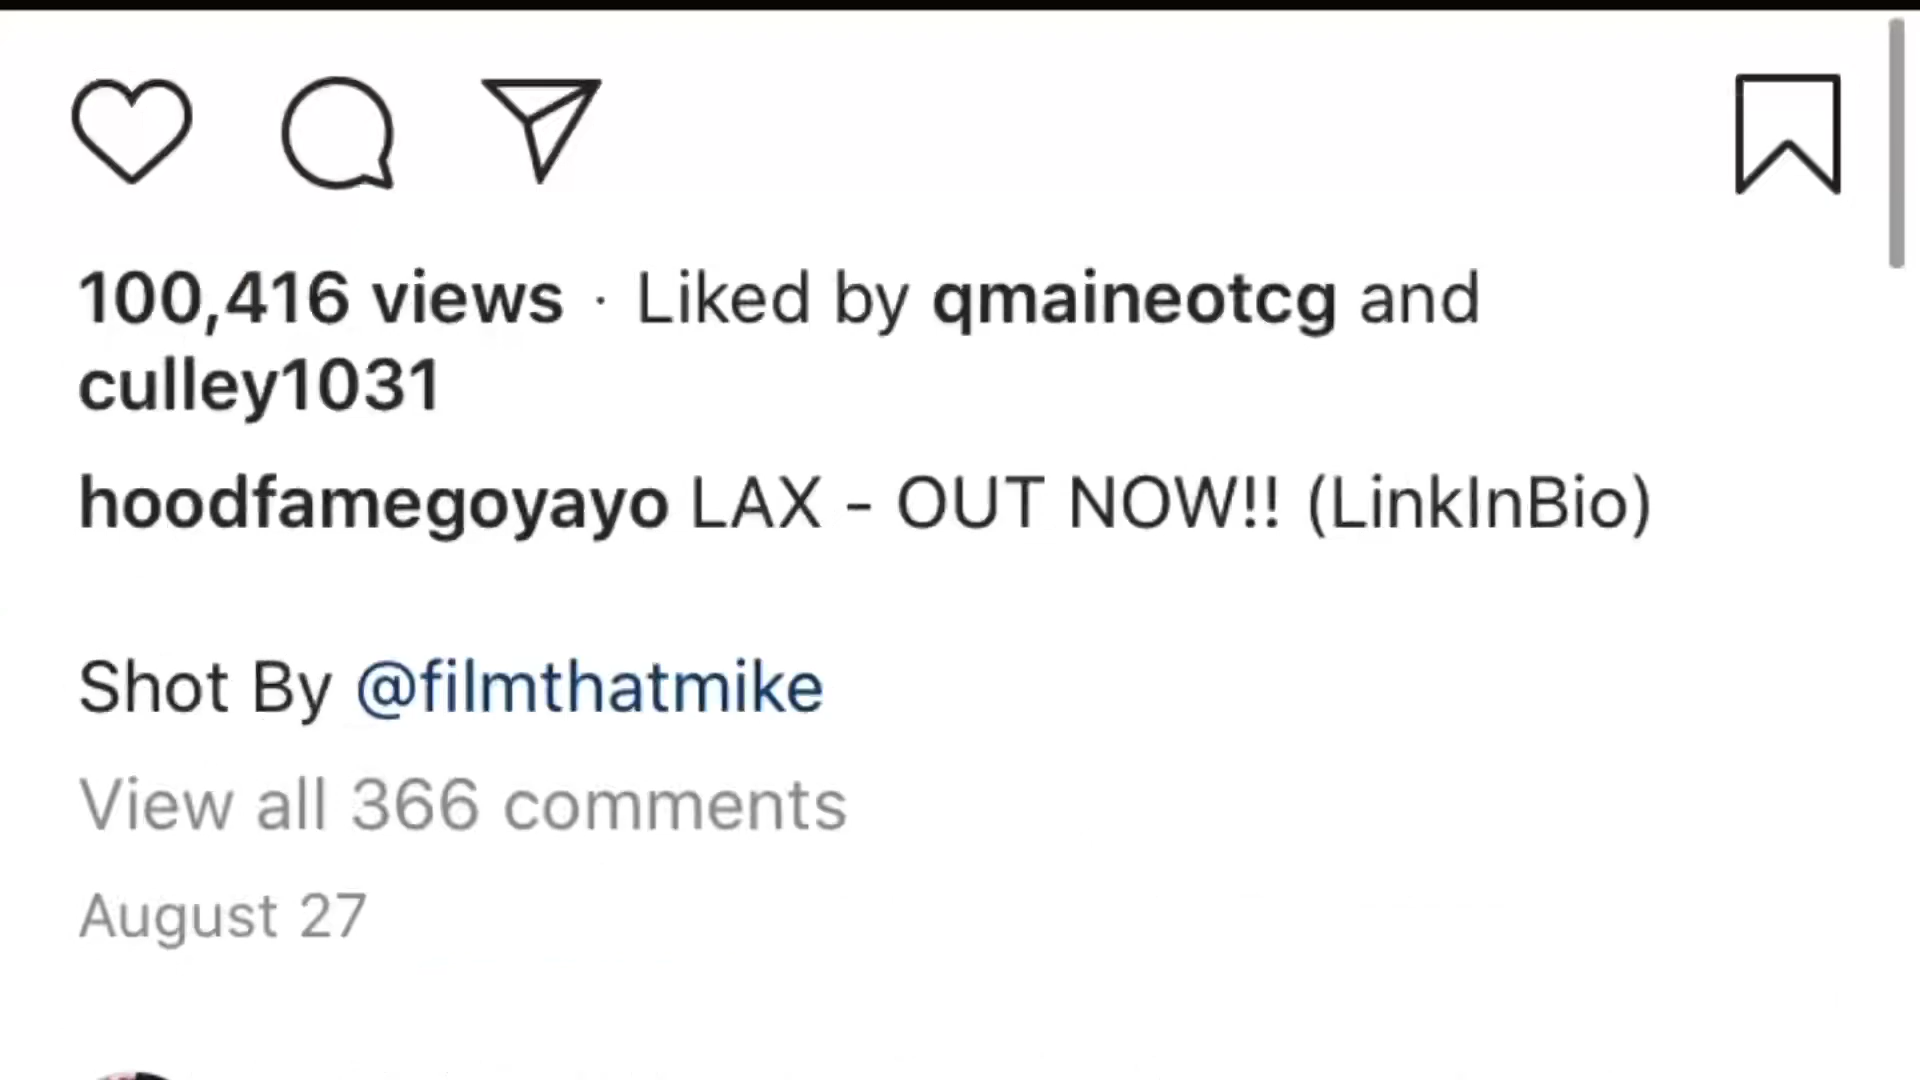 100,416 views · Liked by qmaineotcg and
culley1031
hoodfamegoyayo LAX - OUT NOW!! (LinkInBio)
Shot By @filmthatmike
View all 366 comments
August 27